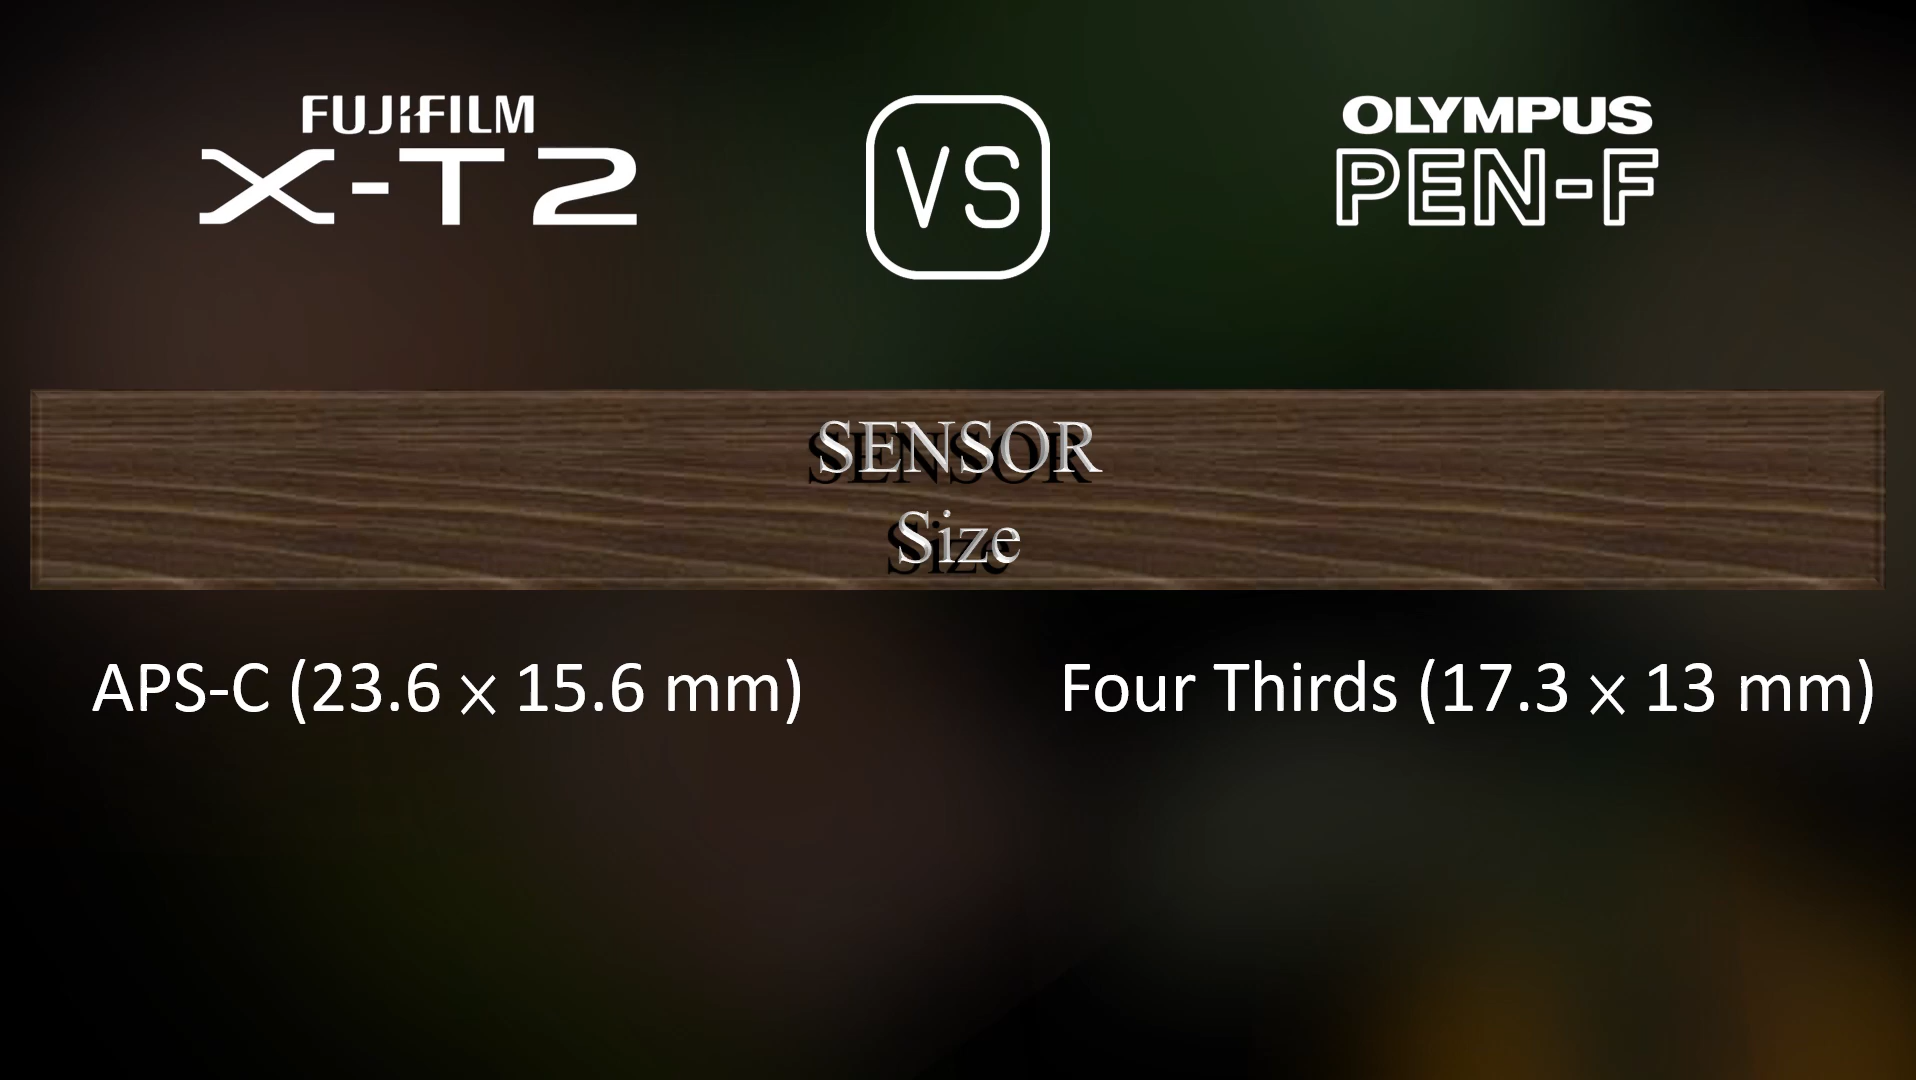 FUJIFILM
X-T2
VS
OLYMPUS
PEN-F
SENSOR
Size
APS-C (23.6 x 15.6 mm)
Four Thirds (17.3 x 13 mm)